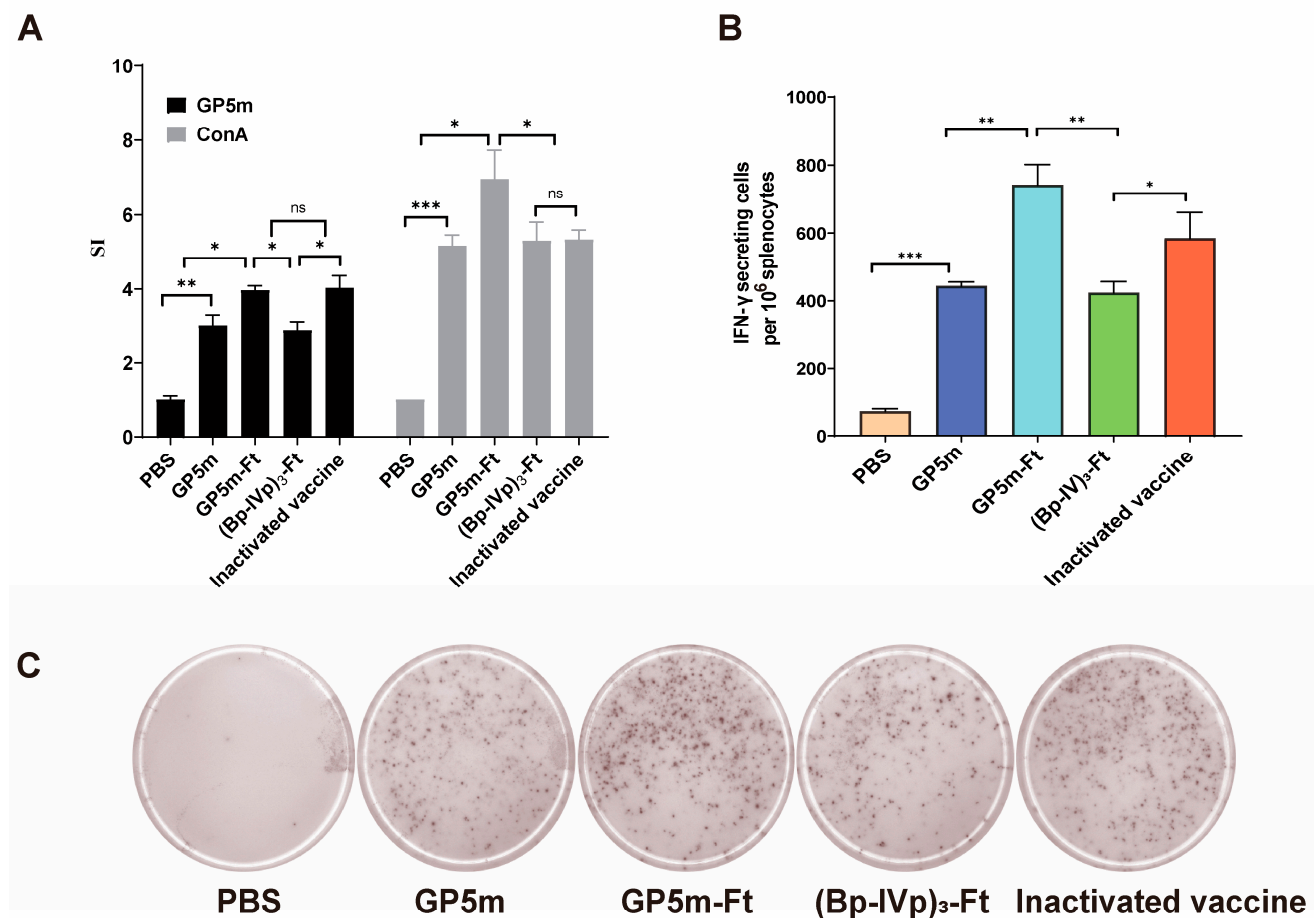 A
SI
10
8
6
4
2
0
GP5m
ConA
**
*
*
*
ns
***
*
*
ns
PBS
GP5m
GP5m-Ft
(Bp-IVp)₃-Ft
Inactivated vaccine
PBS
GP5m
GP5m-Ft
(Bp-IVp)₃-Ft
Inactivated vaccine
B
IFN-γ secreting cells
per 10⁶ splenocytes
1000
800
600
400
200
0
***
**
**
*
PBS
GP5m
GP5m-Ft
(Bp-IV)₃-Ft
Inactivated vaccine
C
PBS
GP5m
GP5m-Ft
(Bp-IVp)₃-Ft
Inactivated vaccine